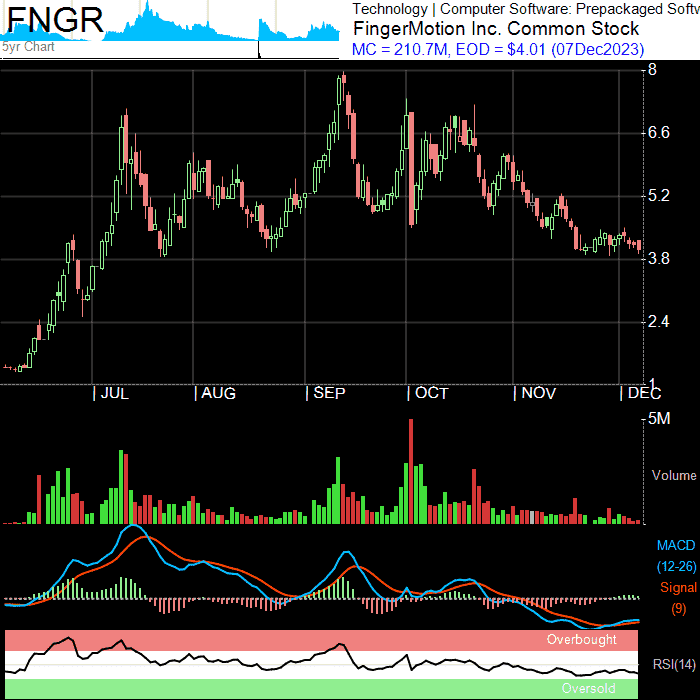 FNGR
5yr Chart
Technology | Computer Software: Prepackaged Softw
FingerMotion Inc. Common Stock
MC = 210.7M, EOD = $4.01 (07Dec2023)
8
6.6
5.2
3.8
2.4
1
JUL AUG SEP OCT NOV DEC
5M
Volume
MACD
(12-26)
Signal
(9)
Overbought
RSI(14)
Oversold